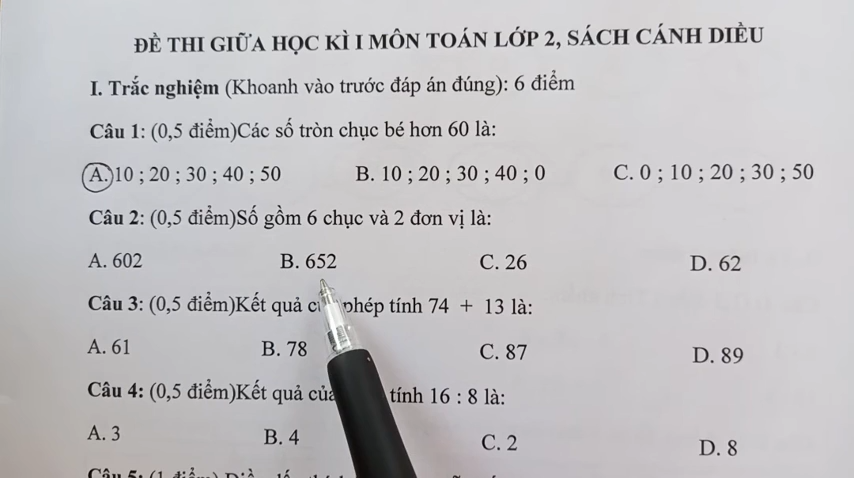 ĐỀ THI GIỮA HỌC KÌ I MÔN TOÁN LỚP 2, SÁCH CÁNH DIỀU
I. Trắc nghiệm (Khoanh vào trước đáp án đúng): 6 điểm
Câu 1: (0,5 điểm)Các số tròn chục bé hơn 60 là:
A. 10 ; 20 ; 30 ; 40 ; 50 B. 10 ; 20 ; 30 ; 40 ; 0 C. 0 ; 10 ; 20 ; 30 ; 50
Câu 2: (0,5 điểm)Số gồm 6 chục và 2 đơn vị là:
A. 602 B. 652 C. 26 D. 62
Câu 3: (0,5 điểm)Kết quả phép tính 74 + 13 là:
A. 61 B. 78 C. 87 D. 89
Câu 4: (0,5 điểm)Kết quả của tính 16 : 8 là:
A. 3 B. 4 C. 2 D. 8
Câu 5: (1 điểm)